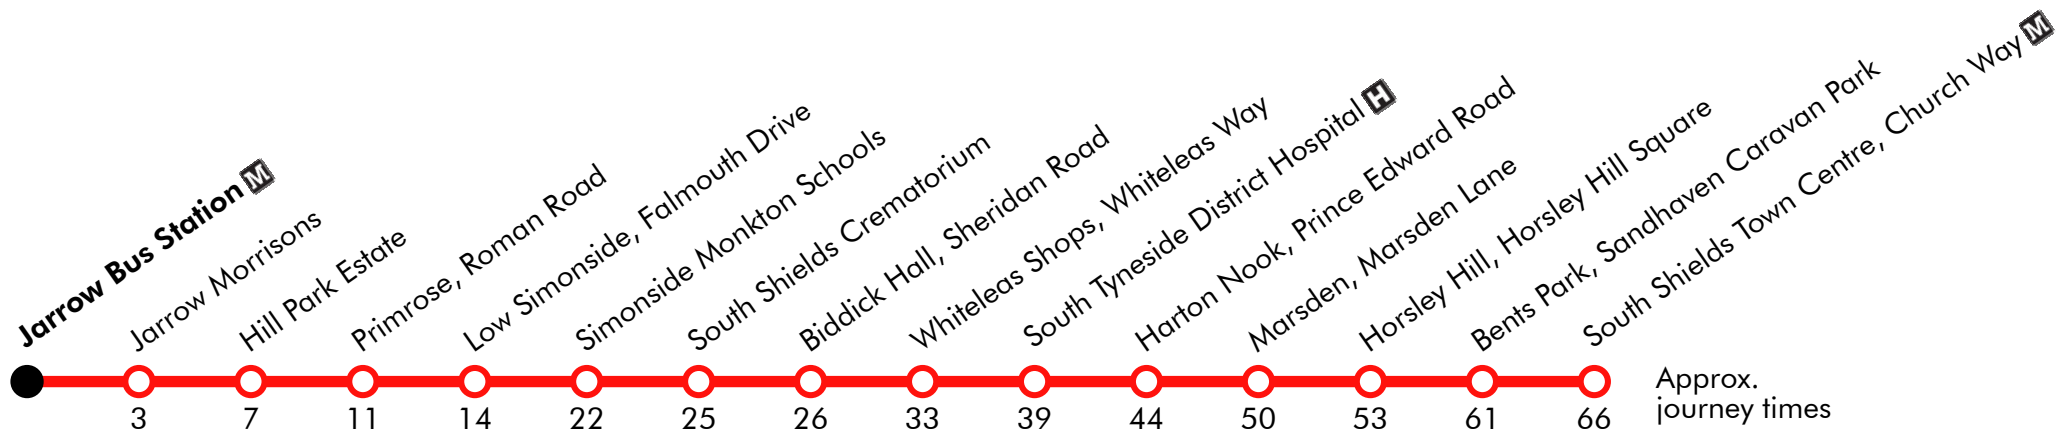 Jarrow Bus Station M
Jarrow Morrisons
Hill Park Estate
Primrose, Roman Road
Low Simonside, Falmouth Drive
Simonside Monkton Schools
South Shields Crematorium
Biddick Hall, Sheridan Road
Whiteleas Shops, Whiteleas Way
South Tyneside District Hospital H
Harton Nook, Prince Edward Road
Marsden, Marsden Lane
Horsley Hill, Horsley Hill Square
Bents Park, Sandhaven Caravan Park
South Shields Town Centre, Church Way M
3 7 11 14 22 25 26 33 39 44 50 53 61 66
Approx.
journey times